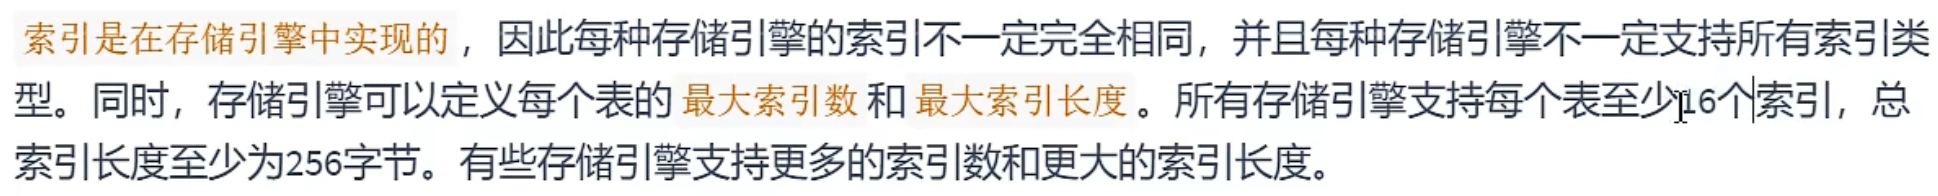 索引是在存储引擎中实现的，因此每种存储引擎的索引不一定完全相同，并且每种存储引擎不一定支持所有索引类
型。同时，存储引擎可以定义每个表的 最大索引数 和 最大索引长度 。所有存储引擎支持每个表至少16个索引，总
索引长度至少为256字节。有些存储引擎支持更多的索引数和更大的索引长度。